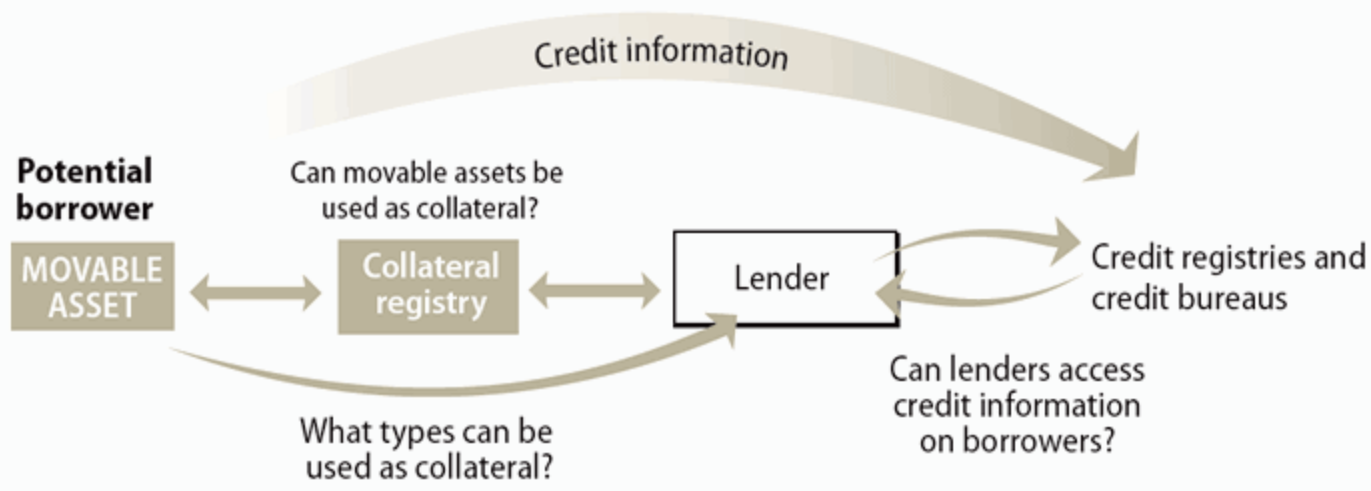 Credit information
Potential
borrower
MOVABLE
ASSET
Can movable assets be
used as collateral?
Collateral
registry
What types can be
used as collateral?
Lender
Credit registries and
credit bureaus
Can lenders access
credit information
on borrowers?